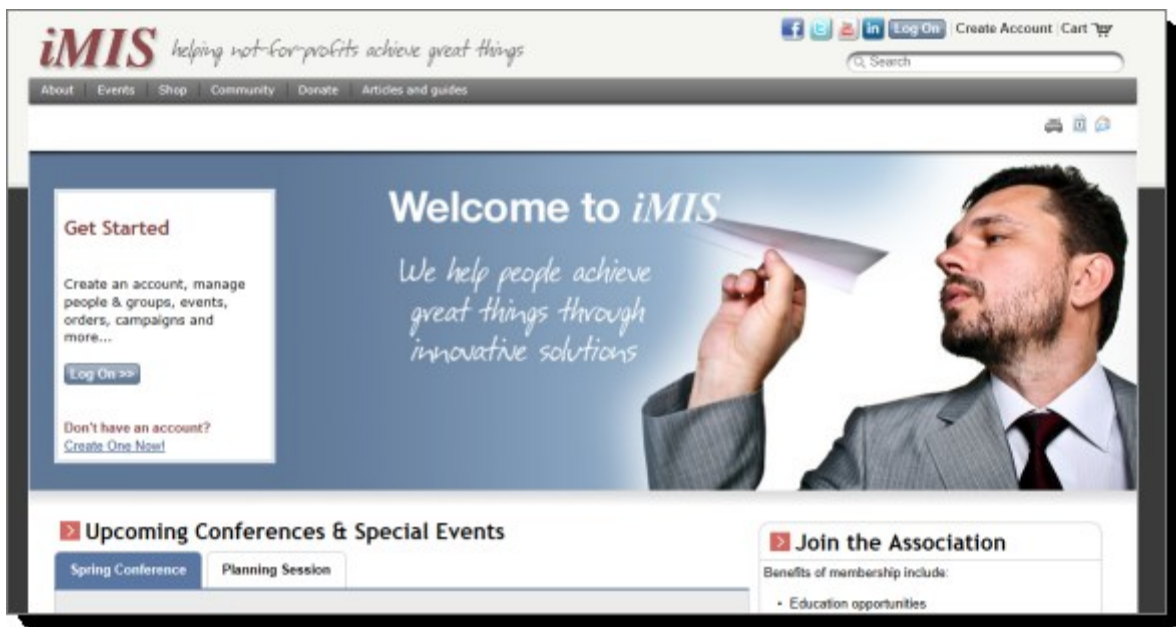 iMIS helping not-for-profits achieve great things
Log On Create Account Cart
Search
About Events Shop Community Donate Articles and guides
Get Started
Create an account, manage
people & groups, events,
orders, campaigns and
more...
Log On >>
Don't have an account?
Create One Now!
Welcome to iMIS
We help people achieve
great things through
innovative solutions
Upcoming Conferences & Special Events
Spring Conference Planning Session
Join the Association
Benefits of membership include:
• Education opportunities